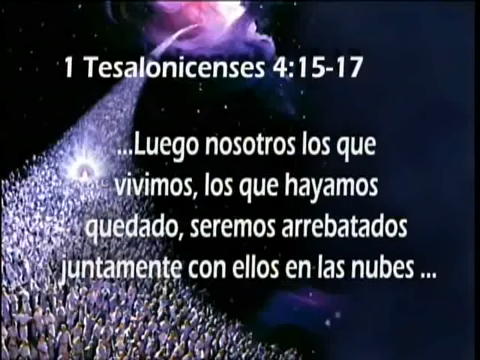 1 Tesalonicenses 4:15-17
...Luego nosotros los que
vivimos, los que hayamos
quedado, seremos arrebatados
juntamente con ellos en las nubes ...